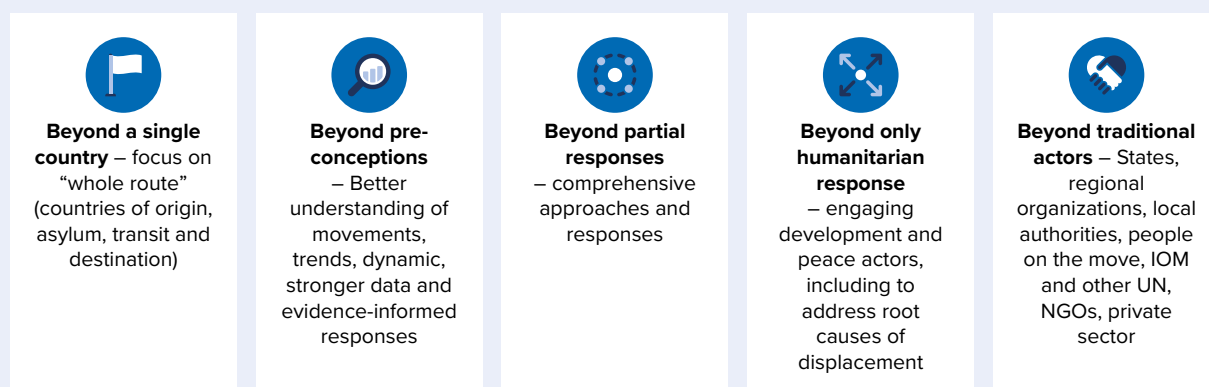 Beyond a single
country – focus on
“whole route”
(countries of origin,
asylum, transit and
destination)
Beyond pre-
conceptions
– Better
understanding of
movements,
trends, dynamic,
stronger data and
evidence-informed
responses
Beyond partial
responses
– comprehensive
approaches and
responses
Beyond only
humanitarian
response
– engaging
development and
peace actors,
including to
address root
causes of
displacement
Beyond traditional
actors – States,
regional
organizations, local
authorities, people
on the move, IOM
and other UN,
NGOs, private
sector